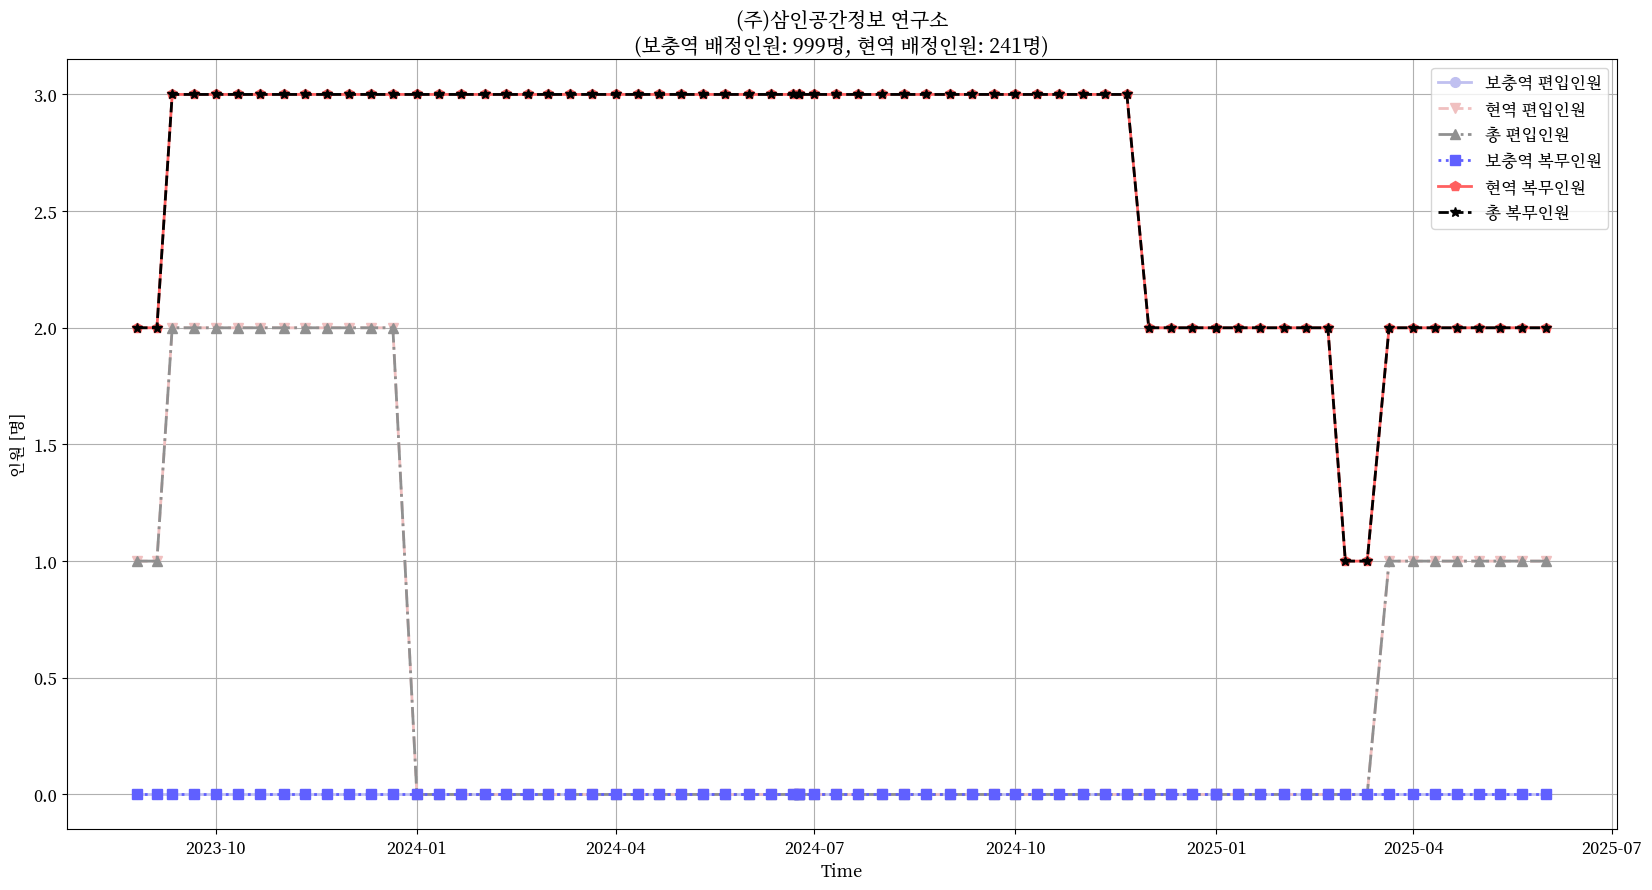 (주)삼인공간정보 연구소
(보충역 배정인원: 999명, 현역 배정인원: 241명)
보충역 편입인원
현역 편입인원
총 편입인원
보충역 복무인원
현역 복무인원
총 복무인원
3.0
2.5
2.0
1.5
1.0
0.5
0.0
인원 [명]
2023-10
2024-01
2024-04
2024-07
2024-10
2025-01
2025-04
2025-07
Time